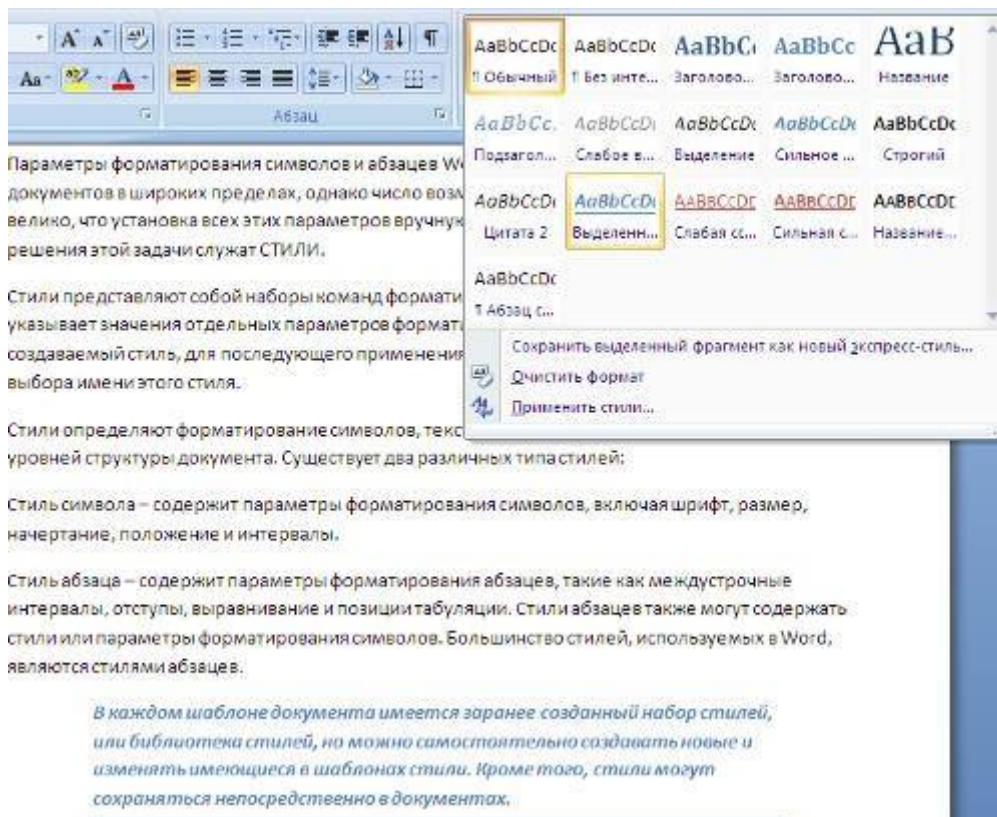 Aa
Абзац
AaBbCcDc AaBbCcDc AaBbCc AaBbCc АаВ
¶ Обычный ¶ Без инте... Заголово... Заголово... Название
AaBbCc. AaBbCcDc AaBbCcDc AaBbCcDc AaBbCcDc
Подзагол... Слабое в... Выделение Сильное ... Строгий
AaBbCcDc AaBbCcDc AaBbCcDc AaBbCcDc AaBbCcDc
Цитата 2 Выделенн... Слабая сс... Сильная с... Название...
AaBbCcDc
¶ Абзац с...
Сохранить выделенный фрагмент как новый экспресс-стиль...
Очистить формат
Применить стили...
Параметры форматирования символов и абзацев
документов в широких пределах, однако число
велико, что установка всех этих параметров вручную
решения этой задачи служат СТИЛИ.
Стили представляют собой наборы команд
указывает значения отдельных параметров
создаваемый стиль, для последующего применения
выбора имени этого стиля.
Стили определяют форматирование символов,
уровней структуры документа. Существует два различных типа стилей:
Стиль символа – содержит параметры форматирования символов, включая шрифт, размер,
начертание, положение и интервалы.
Стиль абзаца – содержит параметры форматирования абзацев, такие как междустрочные
интервалы, отступы, выравнивание и позиции табуляции. Стили абзацев также могут содержать
стили или параметры форматирования символов. Большинство стилей, используемых в Word,
являются стилями абзацев.
В каждом шаблоне документа имеется заранее созданный набор стилей,
или библиотека стилей, но можно самостоятельно создавать новые и
изменять имеющиеся в шаблонах стили. Кроме того, стили могут
сохраняться непосредственно в документах.